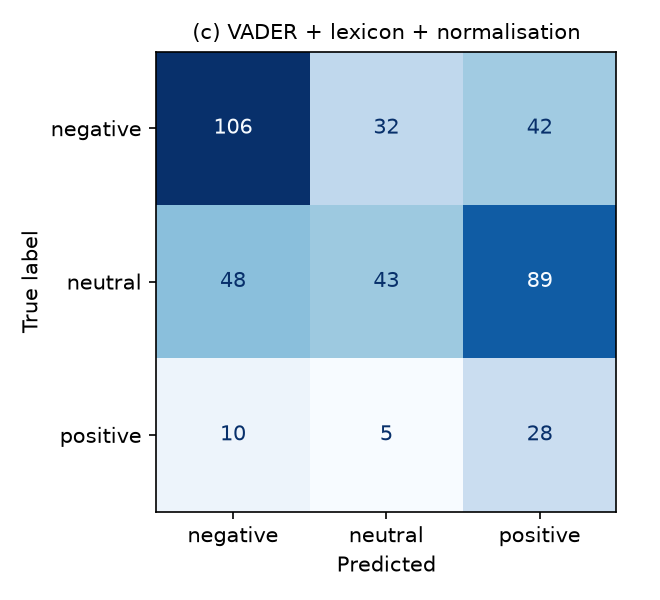 (c) VADER + lexicon + normalisation
negative 106 32 42
neutral 48 43 89
positive 10 5 28
negative neutral positive
Predicted
True label